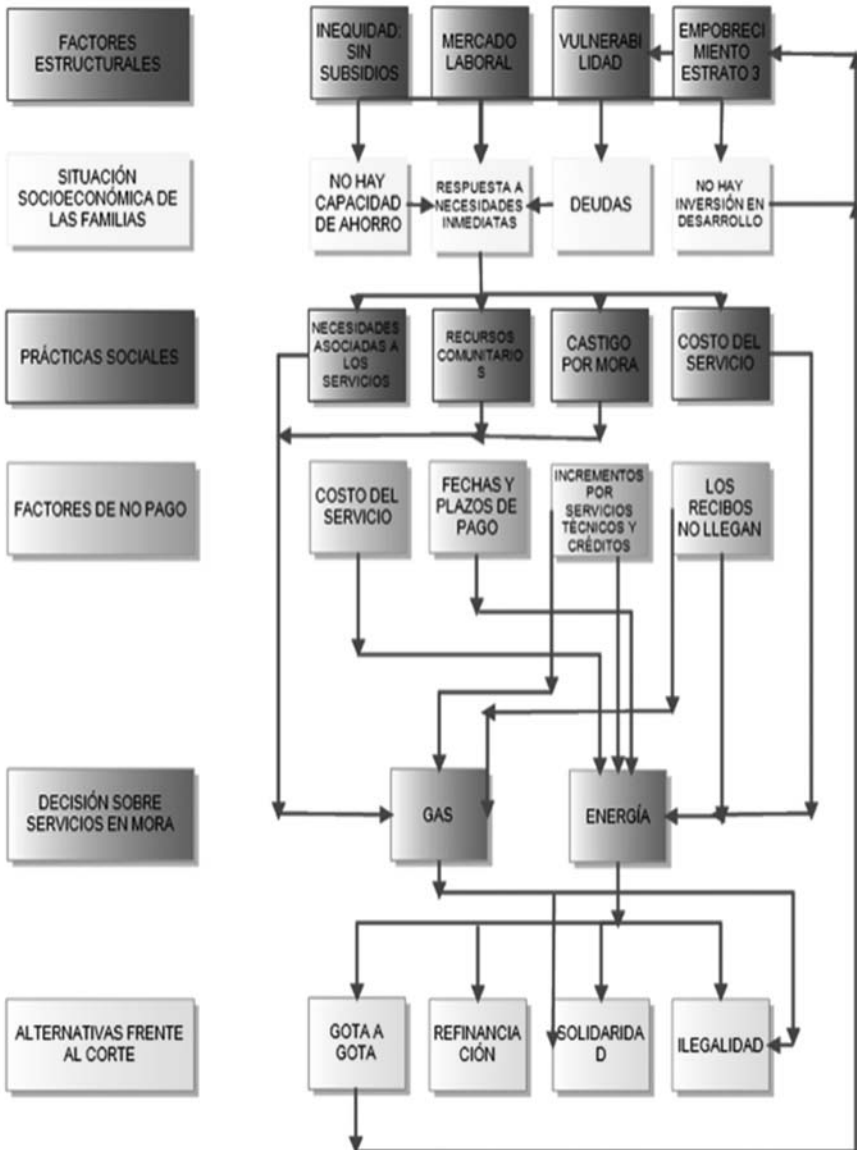 FACTORES
ESTRUCTURALES
INEQUIDAD:
SIN
SUBSIDIOS
MERCADO
LABORAL
VULNERABI
LIDAD
EMPOBRECI
MIENTO
ESTRATO 3
SITUACIÓN
SOCIOECONÓMICA DE
LAS FAMILIAS
NO HAY
CAPACIDAD
DE AHORRO
RESPUESTA A
NECESIDADES
INMEDIATAS
DEUDAS
NO HAY
INVERSIÓN EN
DESARROLLO
PRÁCTICAS SOCIALES
NECESIDADES
ASOCIADAS A
LOS
SERVICIOS
RECURSOS
COMUNITARIO
S
CASTIGO
POR MORA
COSTO DEL
SERVICIO
FACTORES DE NO PAGO
COSTO DEL
SERVICIO
FECHAS Y
PLAZOS DE
PAGO
INCREMENTOS
POR
SERVICIOS
TÉCNICOS Y
CRÉDITOS
LOS
RECIBOS
NO LLEGAN
DECISIÓN SOBRE
SERVICIOS EN MORA
GAS
ENERGÍA
ALTERNATIVAS FRENTE
AL CORTE
GOTA A
GOTA
REFINANCI
ACIÓN
SOLIDARIDA
D
ILEGALIDAD